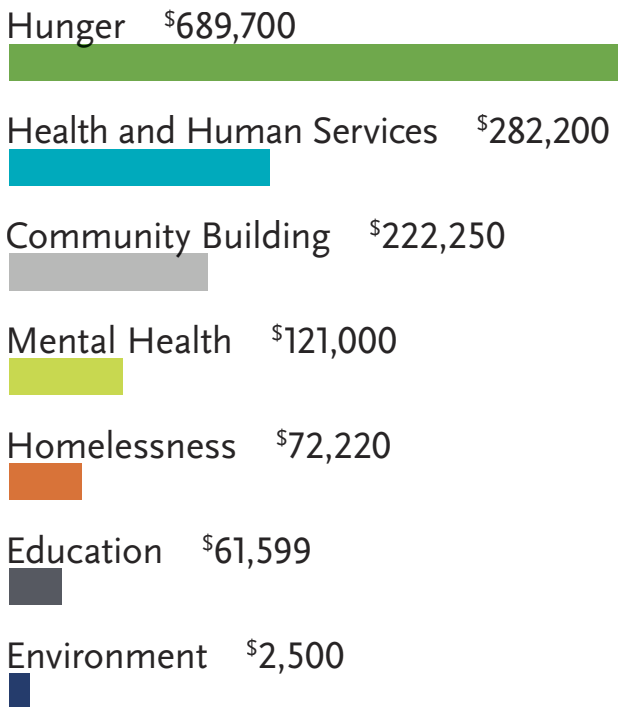 Hunger $689,700
Health and Human Services $282,200
Community Building $222,250
Mental Health $121,000
Homelessness $72,220
Education $61,599
Environment $2,500